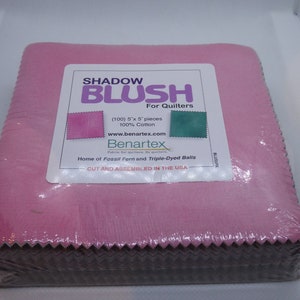 SHADOW
BLUSH
For Quilters
(100) 5"x 5" pieces
100% Cotton
www.benartex.com
Benartex
Home of Fossil Fern and Triple-Dyed Balis
CUT AND ASSEMBLED IN THE USA